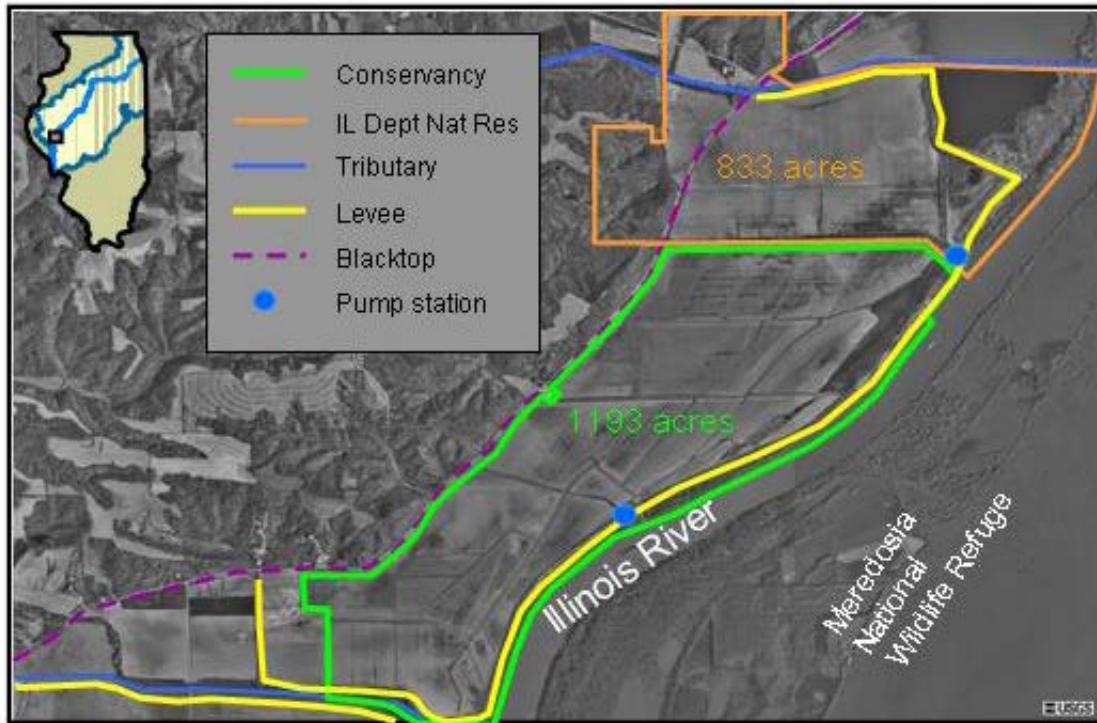 Conservancy
IL Dept Nat Res
Tributary
Levee
Blacktop
Pump station
833 acres
1193 acres
Illinois River
Meredosia
National
Wildlife Refuge
USGS